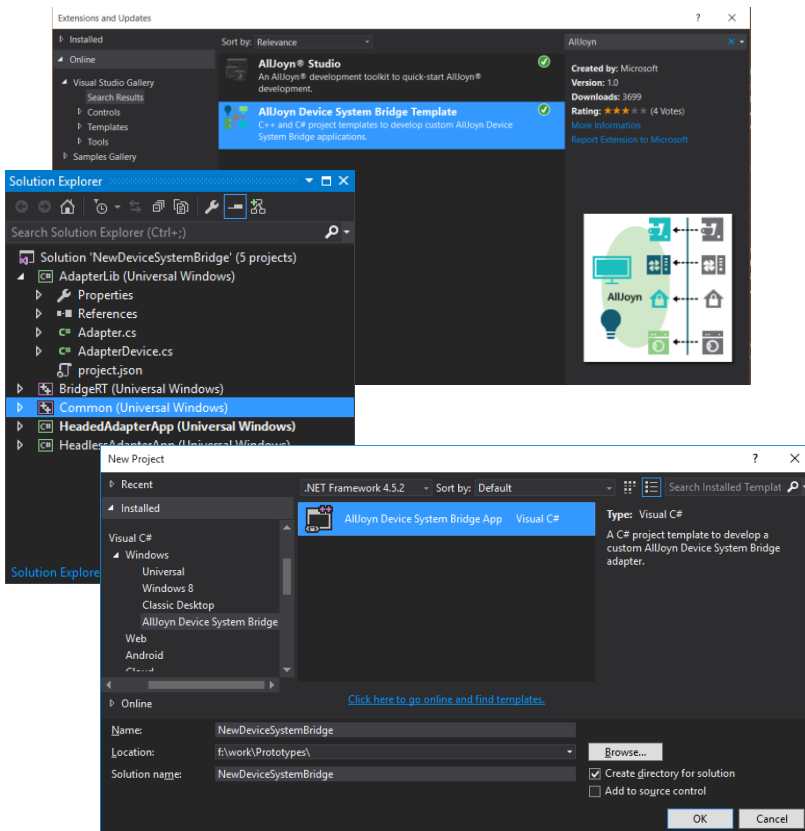 Extensions and Updates
? ×
Installed
Online
Visual Studio Gallery
Search Results
Controls
Templates
Tools
Samples Gallery
Sort by: Relevance
AllJoyn® Studio
An AllJoyn® development toolkit to quick-start AllJoyn®
development.
AllJoyn Device System Bridge Template
C++ and C# project templates to develop custom AllJoyn Device
System Bridge applications.
AllJoyn
Created by: Microsoft
Version: 1.0
Downloads: 3699
Rating: (4 Votes)
More Information
Report Extension to Microsoft
AllJoyn
Solution Explorer
Search Solution Explorer (Ctrl+;)
Solution 'NewDeviceSystemBridge' (5 projects)
C# AdapterLib (Universal Windows)
Properties
References
C# Adapter.cs
C# AdapterDevice.cs
project.json
BridgeRT (Universal Windows)
Common (Universal Windows)
C# HeadedAdapterApp (Universal Windows)
C# HeadlessAdapterApp (Universal Windows)
Solution Explore
New Project
? ×
Recent
Installed
Visual C#
Windows
Universal
Windows 8
Classic Desktop
AllJoyn Device System Bridge
Web
Android
Cloud
Online
.NET Framework 4.5.2 Sort by: Default
Search Installed Templat
AllJoyn Device System Bridge App Visual C#
Type: Visual C#
A C# project template to develop a
custom AllJoyn Device System Bridge
adapter.
Click here to go online and find templates.
Name: NewDeviceSystemBridge
Location: f:\work\Prototypes\
Browse...
Solution name: NewDeviceSystemBridge
Create directory for solution
Add to source control
OK Cancel